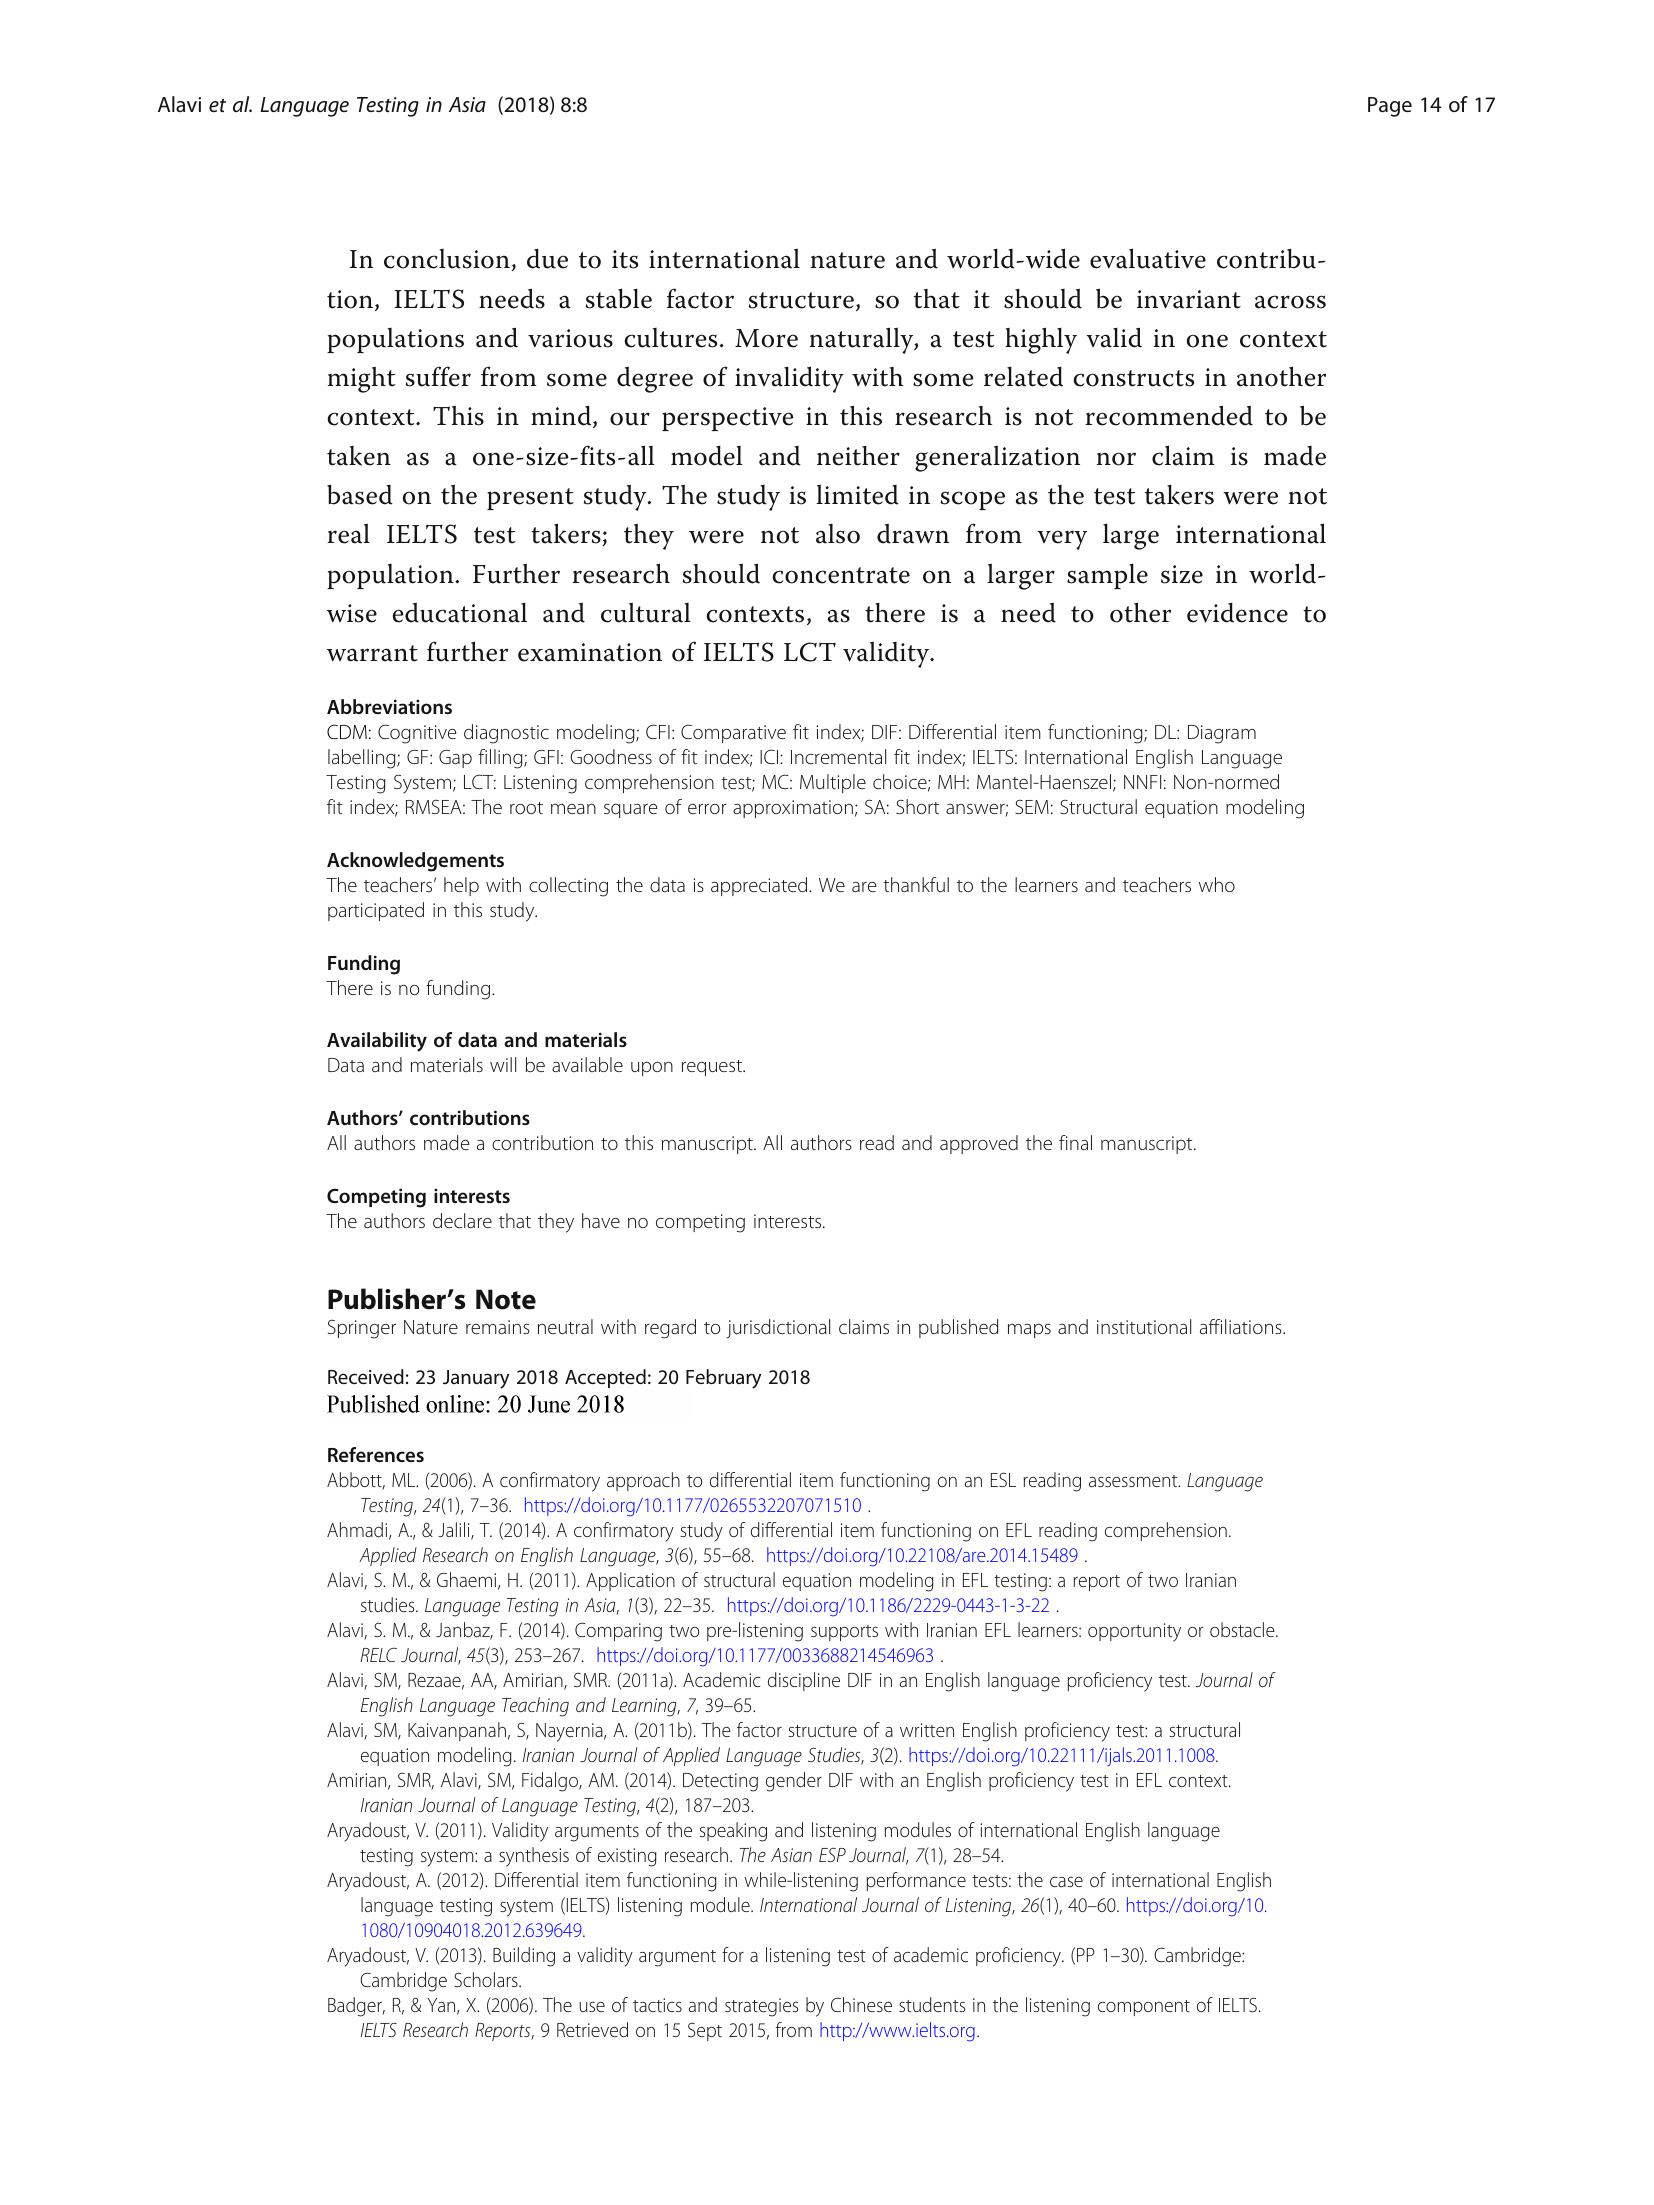 Alavi et al. Language Testing in Asia (2018) 8:8
Page 14 of 17
In conclusion, due to its international nature and world-wide evaluative contribu-
tion, IELTS needs a stable factor structure, so that it should be invariant across
populations and various cultures. More naturally, a test highly valid in one context
might suffer from some degree of invalidity with some related constructs in another
context. This in mind, our perspective in this research is not recommended to be
taken as a one-size-fits-all model and neither generalization nor claim is made
based on the present study. The study is limited in scope as the test takers were not
real IELTS test takers; they were not also drawn from very large international
population. Further research should concentrate on a larger sample size in world-
wise educational and cultural contexts, as there is a need to other evidence to
warrant further examination of IELTS LCT validity.
Abbreviations
CDM: Cognitive diagnostic modeling; CFI: Comparative fit index; DIF: Differential item functioning; DL: Diagram
labelling; GF: Gap filling; GFI: Goodness of fit index; ICI: Incremental fit index; IELTS: International English Language
Testing System; LCT: Listening comprehension test; MC: Multiple choice; MH: Mantel-Haenszel; NNFI: Non-normed
fit index; RMSEA: The root mean square of error approximation; SA: Short answer; SEM: Structural equation modeling
Acknowledgements
The teachers’ help with collecting the data is appreciated. We are thankful to the learners and teachers who
participated in this study.
Funding
There is no funding.
Availability of data and materials
Data and materials will be available upon request.
Authors’ contributions
All authors made a contribution to this manuscript. All authors read and approved the final manuscript.
Competing interests
The authors declare that they have no competing interests.
Publisher’s Note
Springer Nature remains neutral with regard to jurisdictional claims in published maps and institutional affiliations.
Received: 23 January 2018 Accepted: 20 February 2018
Published online: 20 June 2018
References
Abbott, ML. (2006). A confirmatory approach to differential item functioning on an ESL reading assessment. Language
Testing, 24(1), 7–36. https://doi.org/10.1177/0265532207071510 .
Ahmadi, A., & Jalili, T. (2014). A confirmatory study of differential item functioning on EFL reading comprehension.
Applied Research on English Language, 3(6), 55–68. https://doi.org/10.22108/are.2014.15489 .
Alavi, S. M., & Ghaemi, H. (2011). Application of structural equation modeling in EFL testing: a report of two Iranian
studies. Language Testing in Asia, 1(3), 22–35. https://doi.org/10.1186/2229-0443-1-3-22 .
Alavi, S. M., & Janbaz, F. (2014). Comparing two pre-listening supports with Iranian EFL learners: opportunity or obstacle.
RELC Journal, 45(3), 253–267. https://doi.org/10.1177/0033688214546963 .
Alavi, SM, Rezaae, AA, Amirian, SMR. (2011a). Academic discipline DIF in an English language proficiency test. Journal of
English Language Teaching and Learning, 7, 39–65.
Alavi, SM, Kaivanpanah, S, Nayernia, A. (2011b). The factor structure of a written English proficiency test: a structural
equation modeling. Iranian Journal of Applied Language Studies, 3(2). https://doi.org/10.22111/ijals.2011.1008.
Amirian, SMR, Alavi, SM, Fidalgo, AM. (2014). Detecting gender DIF with an English proficiency test in EFL context.
Iranian Journal of Language Testing, 4(2), 187–203.
Aryadoust, V. (2011). Validity arguments of the speaking and listening modules of international English language
testing system: a synthesis of existing research. The Asian ESP Journal, 7(1), 28–54.
Aryadoust, A. (2012). Differential item functioning in while-listening performance tests: the case of international English
language testing system (IELTS) listening module. International Journal of Listening, 26(1), 40–60. https://doi.org/10.
1080/10904018.2012.639649.
Aryadoust, V. (2013). Building a validity argument for a listening test of academic proficiency. (PP 1–30). Cambridge:
Cambridge Scholars.
Badger, R, & Yan, X. (2006). The use of tactics and strategies by Chinese students in the listening component of IELTS.
IELTS Research Reports, 9 Retrieved on 15 Sept 2015, from http://www.ielts.org.